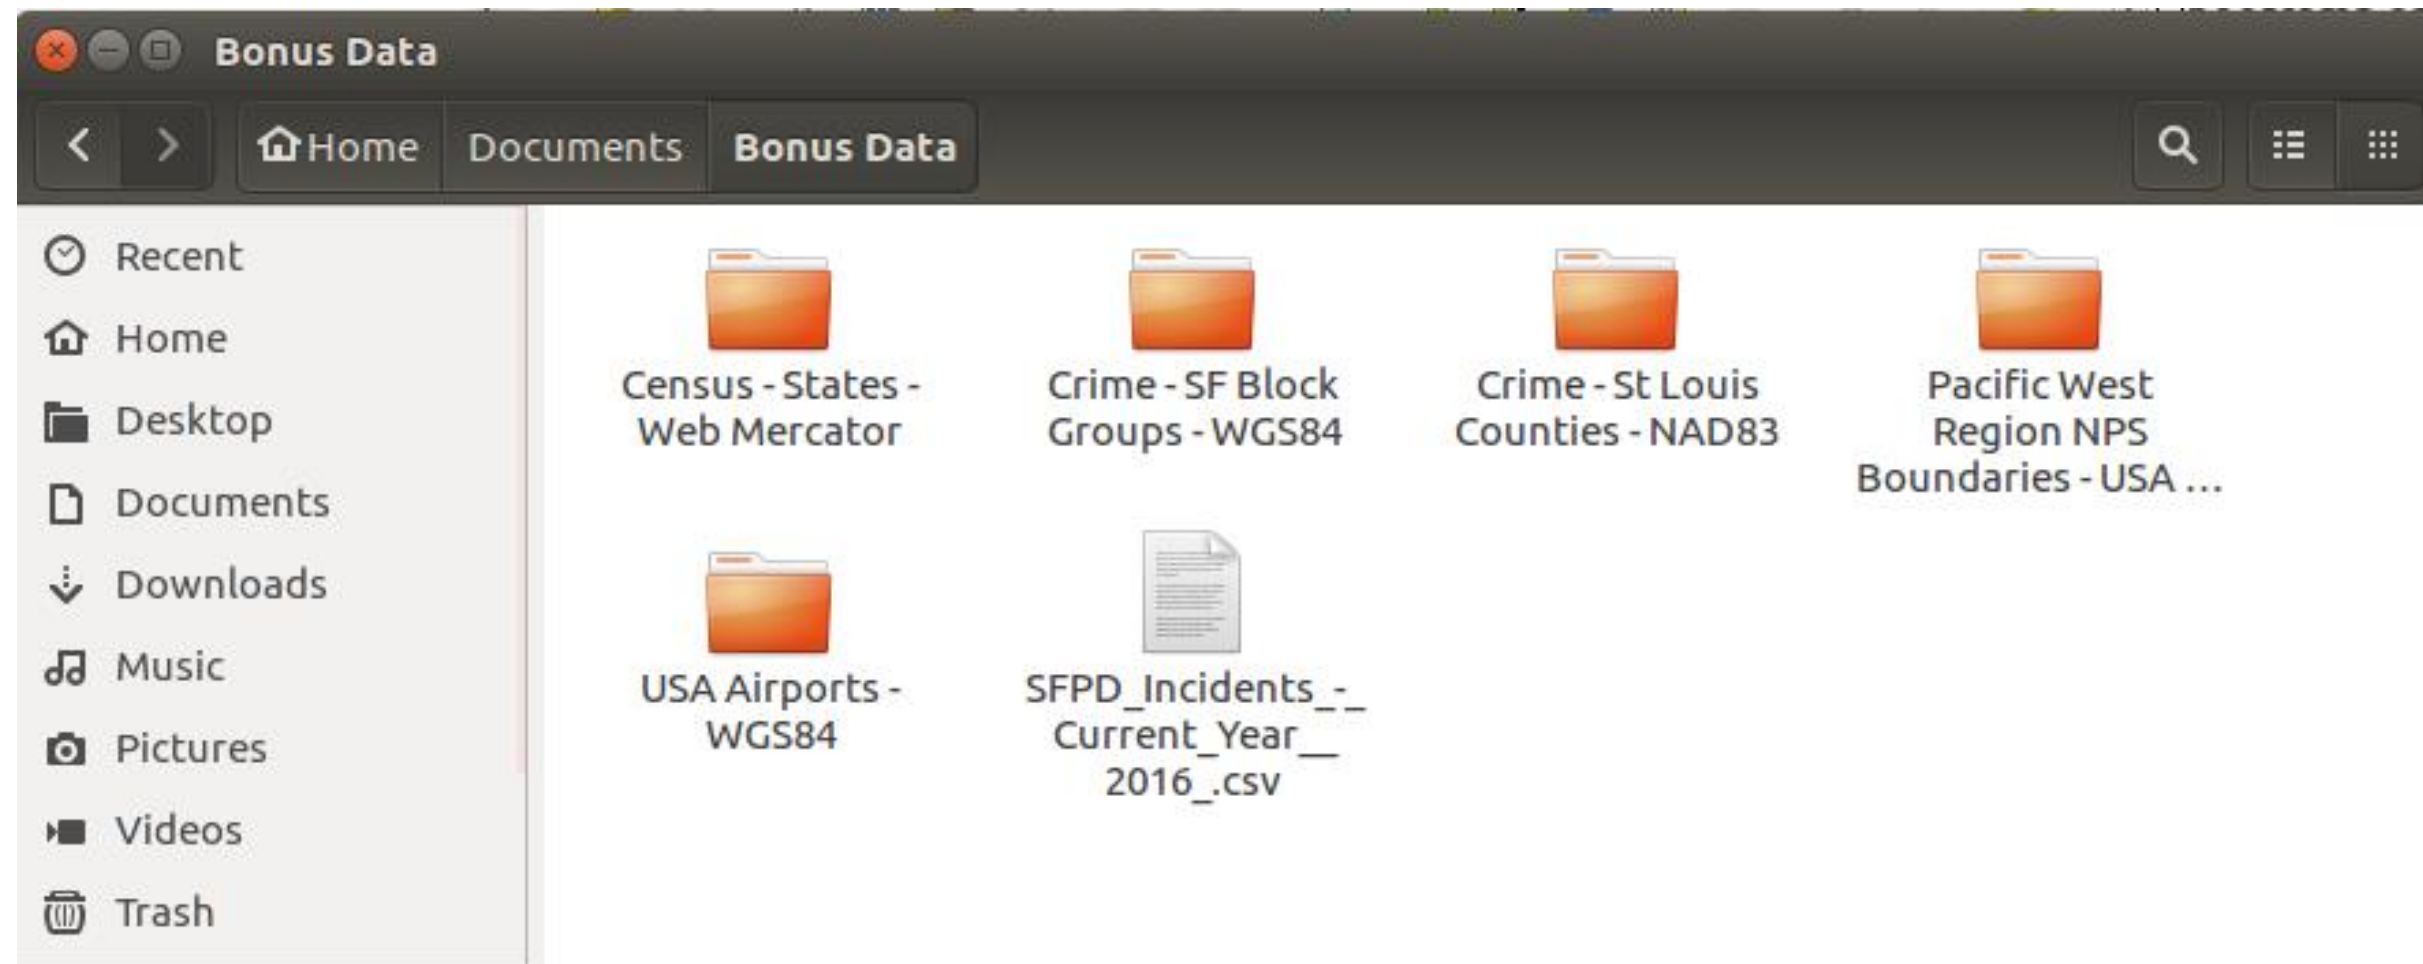 Bonus Data
Home Documents Bonus Data
Recent
Home
Desktop
Documents
Downloads
Music
Pictures
Videos
Trash
Census - States -
Web Mercator
Crime - SF Block
Groups - WGS84
Crime - St Louis
Counties - NAD83
Pacific West
Region NPS
Boundaries - USA ...
USA Airports -
WGS84
SFPD_Incidents_-_
Current_Year__
2016_.csv